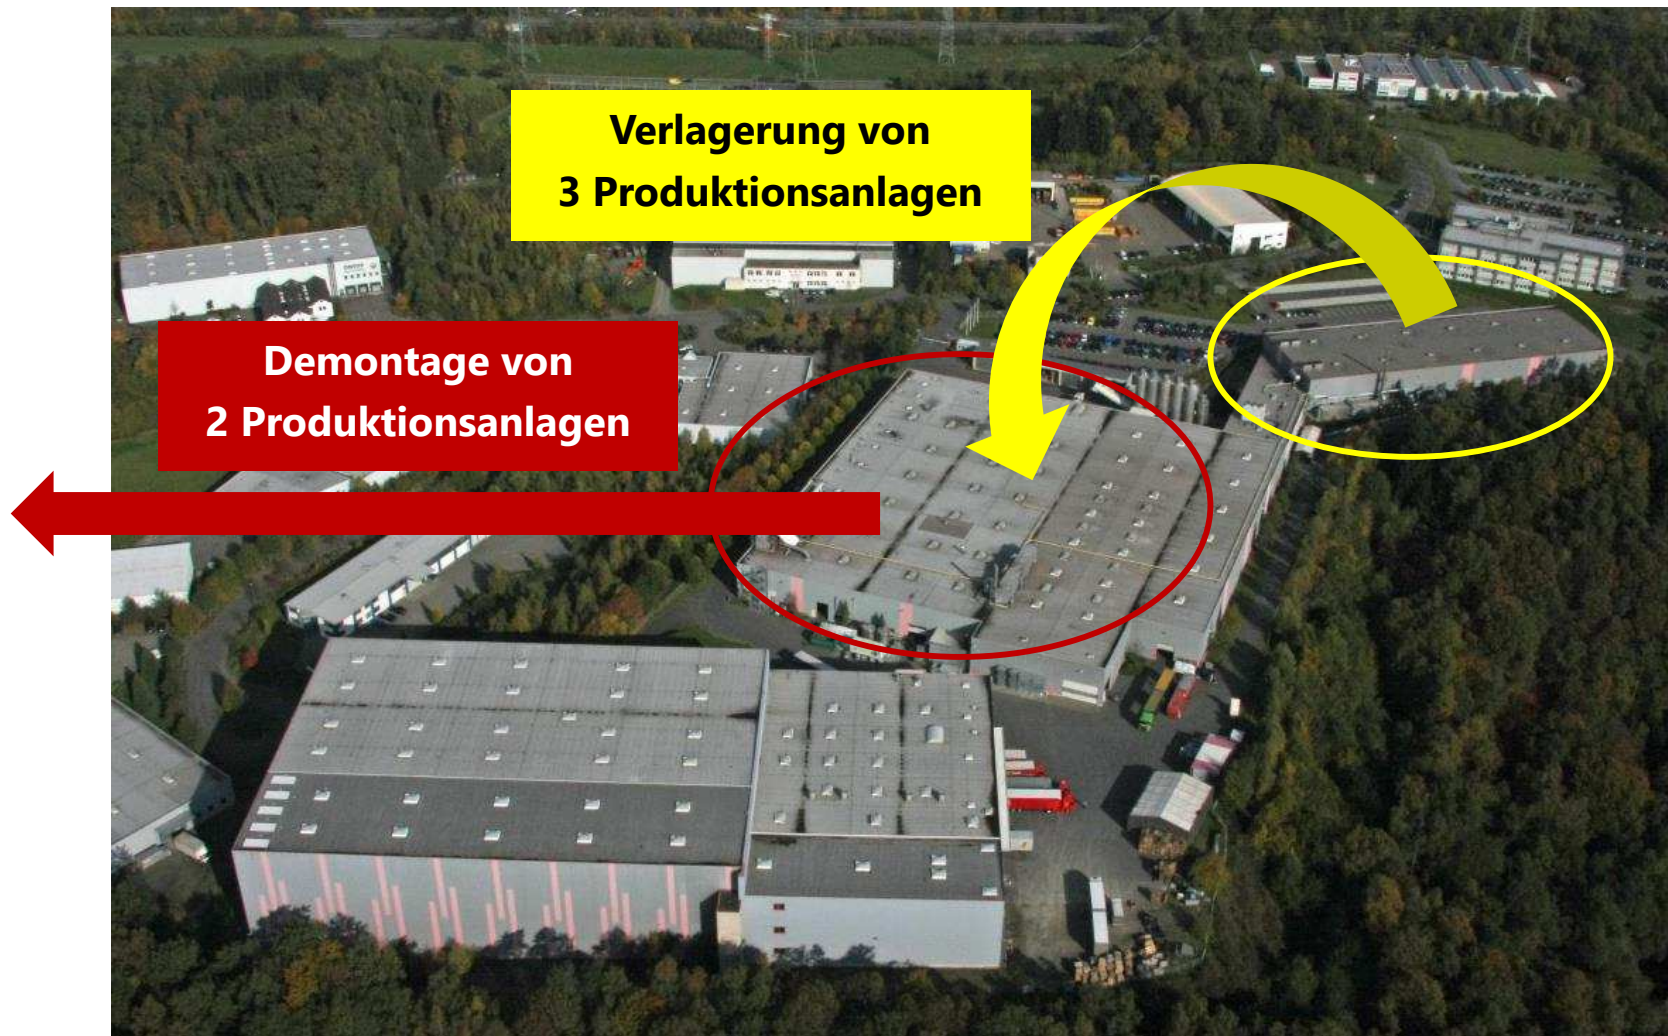 Verlagerung von
3 Produktionsanlagen
Demontage von
2 Produktionsanlagen